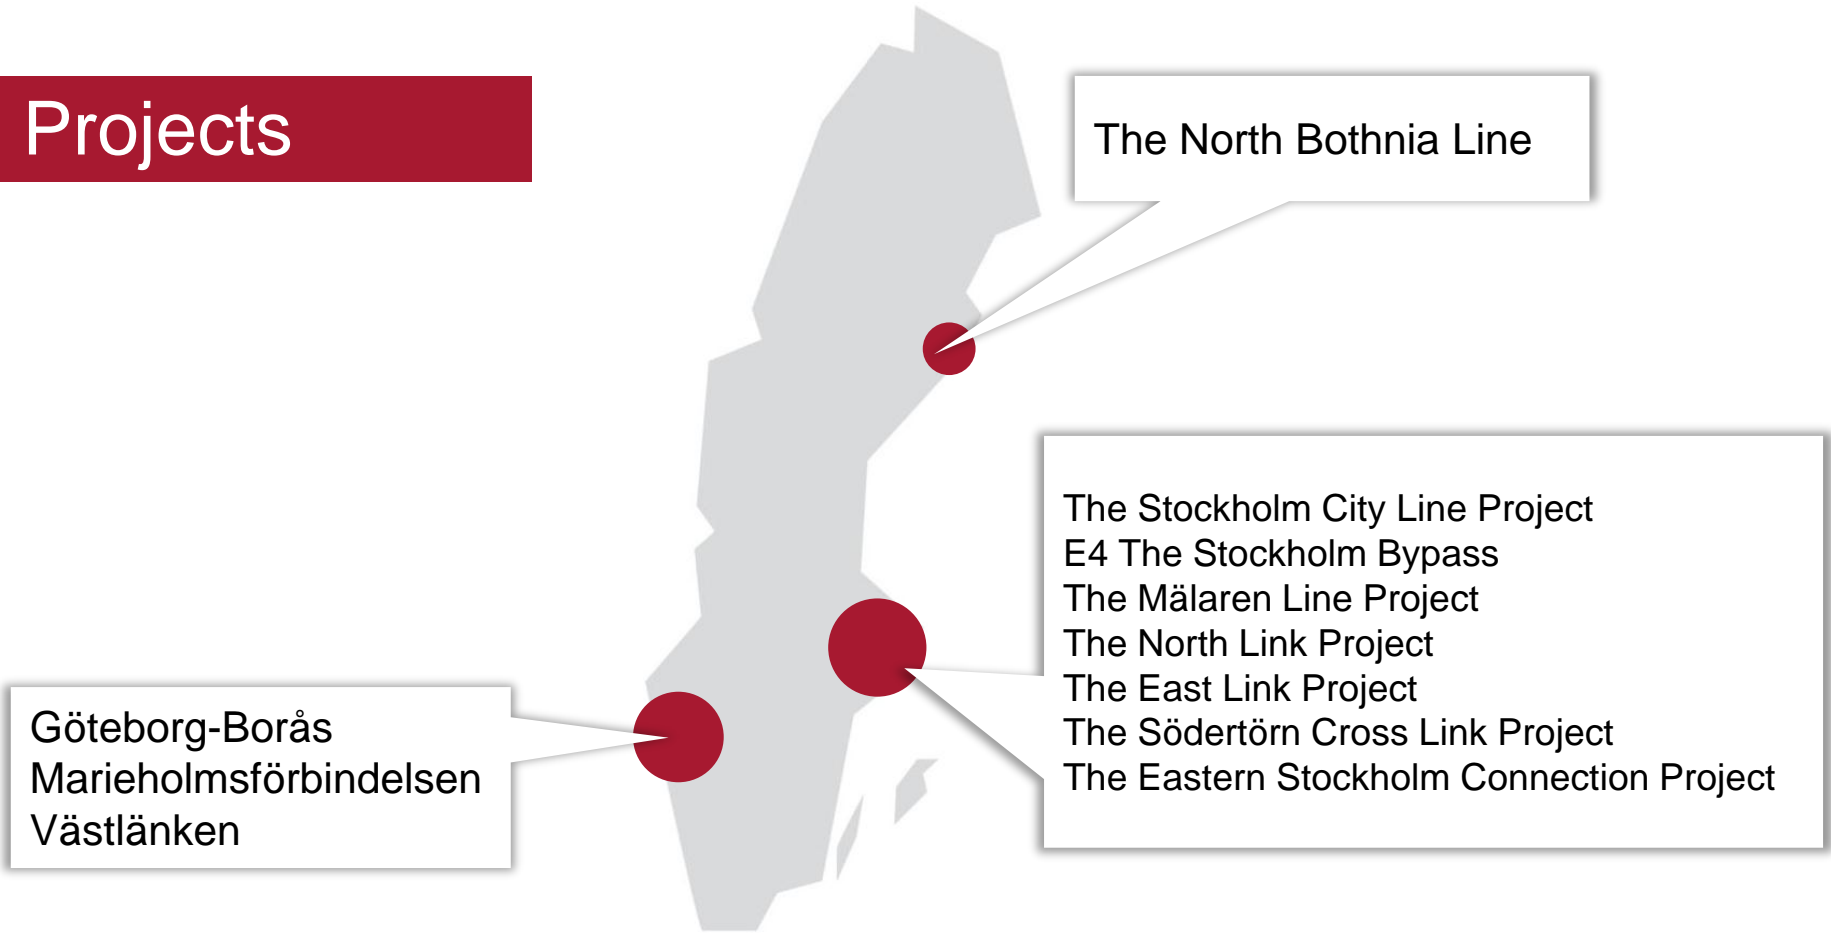 Projects
The North Bothnia Line
The Stockholm City Line Project
E4 The Stockholm Bypass
The Mälaren Line Project
The North Link Project
The East Link Project
The Södertörn Cross Link Project
The Eastern Stockholm Connection Project
Göteborg-Borås
Marieholmsförbindelsen
Västlänken